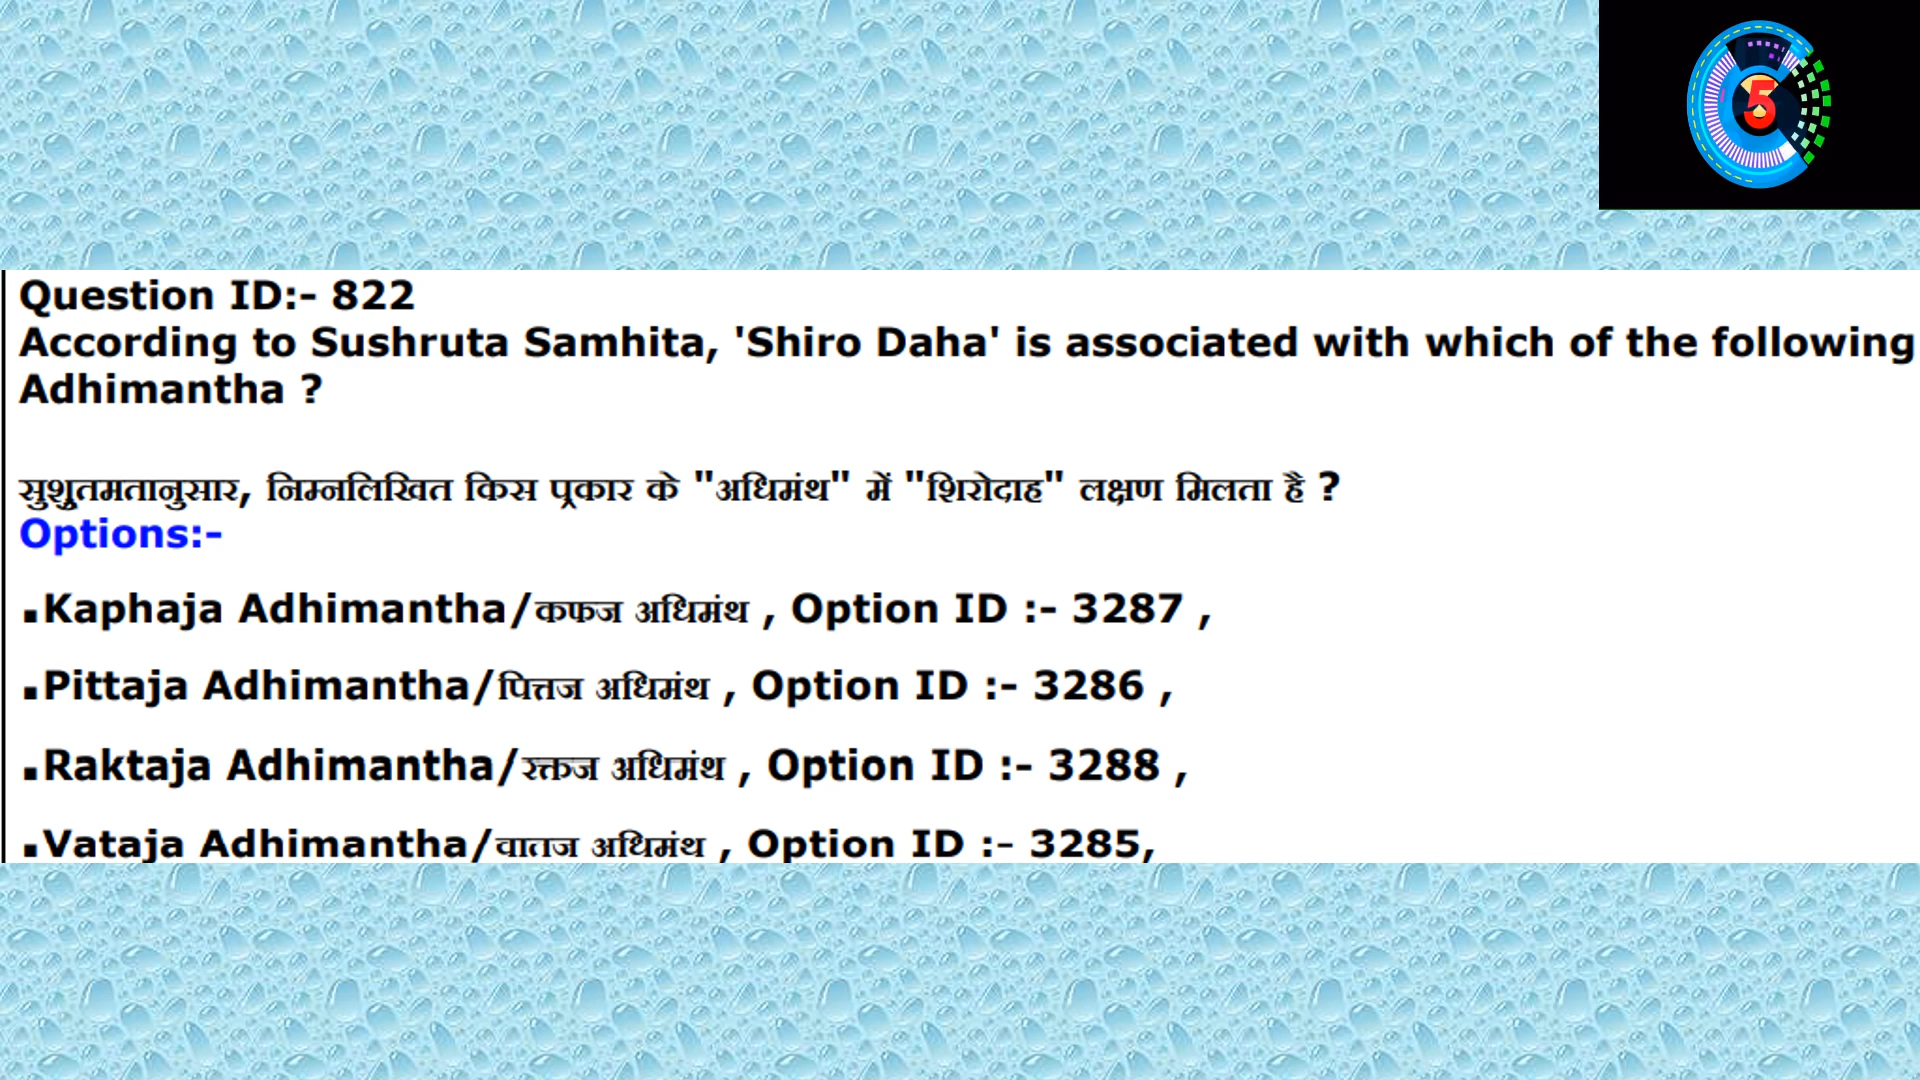 5
Question ID:- 822
According to Sushruta Samhita, 'Shiro Daha' is associated with which of the following
Adhimantha ?
सुश्रुतमतानुसार, निम्नलिखित किस प्रकार के "अधिमंथ" में "शिरोदाह" लक्षण मिलता है ?
Options:-
▪Kaphaja Adhimantha/कफज अधिमंथ , Option ID :- 3287 ,
▪Pittaja Adhimantha/पित्तज अधिमंथ , Option ID :- 3286 ,
▪Raktaja Adhimantha/रक्तज अधिमंथ , Option ID :- 3288 ,
▪Vataja Adhimantha/वातज अधिमंथ , Option ID :- 3285,